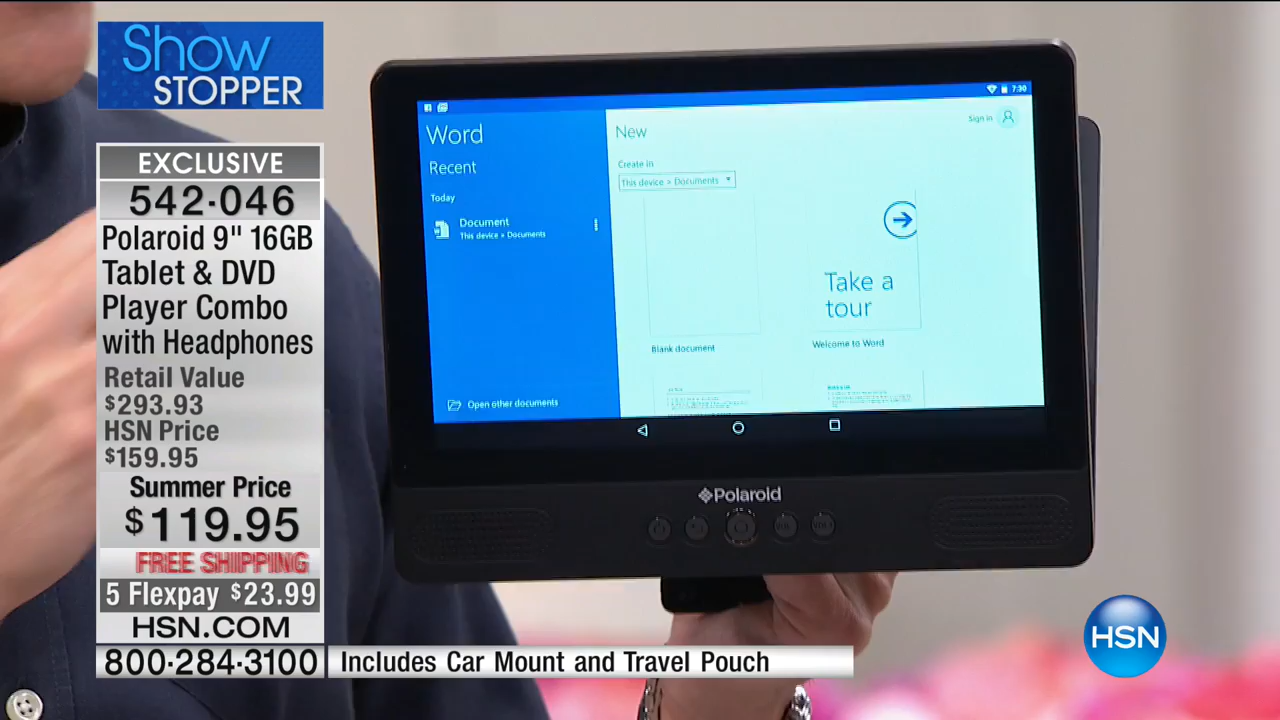 Show
STOPPER
EXCLUSIVE
542-046
Polaroid 9" 16GB
Tablet & DVD
Player Combo
with Headphones
Retail Value
$293.93
HSN Price
$159.95
Summer Price
$119.95
FREE SHIPPING
5 Flexpay $23.99
HSN.COM
800-284-3100
Includes Car Mount and Travel Pouch
HSN
7:30
Word
Recent
Today
Document
This device » Documents
Open other documents
New
Sign in
Create in
This device > Documents
Take a
tour
Blank document
Welcome to Word
Polaroid